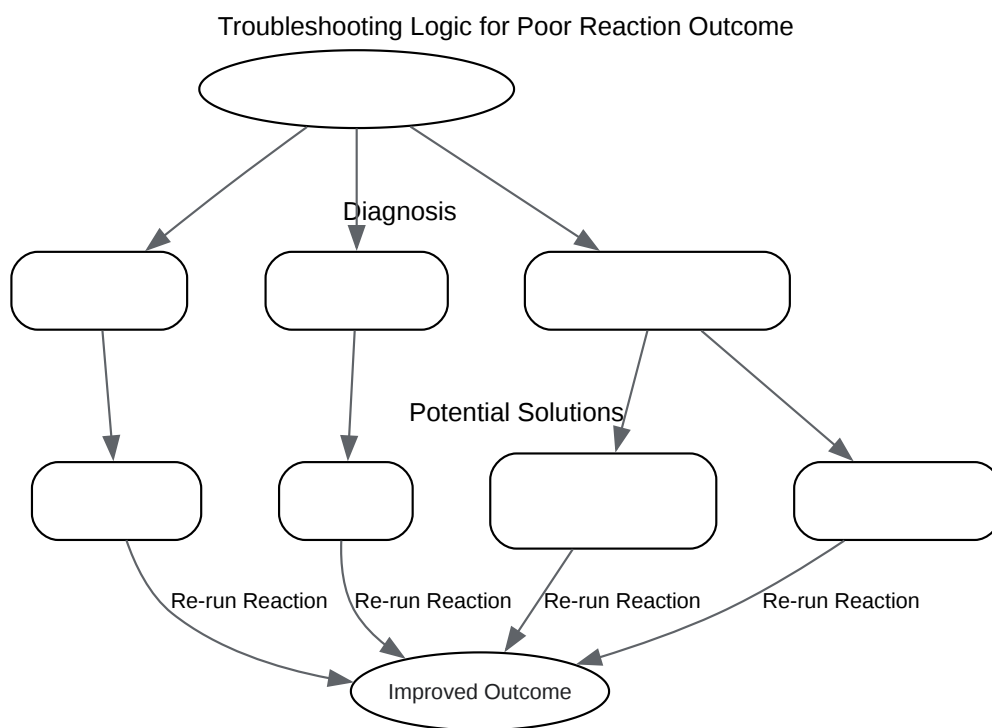 Troubleshooting Logic for Poor Reaction Outcome
Diagnosis
Potential Solutions
Re-run Reaction
Re-run Reaction
Re-run Reaction
Re-run Reaction
Improved Outcome